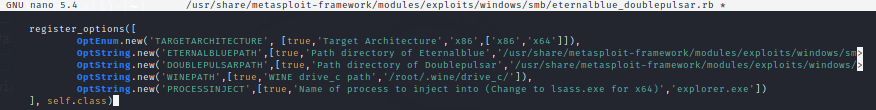 GNU nano 5.4 /usr/share/metasploit-framework/modules/exploits/windows/smb/eternalblue_doublepulsar.rb *
register_options([
OptEnum.new('TARGETARCHITECTURE', [true,'Target Architecture','x86',['x86','x64']]),
OptString.new('ETERNALBLUEPATH',[true,'Path directory of Eternalblue','/usr/share/metasploit-framework/modules/exploits/windows/sm>
OptString.new('DOUBLEPULSARPATH',[true,'Path directory of Doublepulsar','/usr/share/metasploit-framework/modules/exploits/windows/>
OptString.new('WINEPATH',[true,'WINE drive_c path','/root/.wine/drive_c/']),
OptString.new('PROCESSINJECT',[true,'Name of process to inject into (Change to lsass.exe for x64)','explorer.exe'])
], self.class)